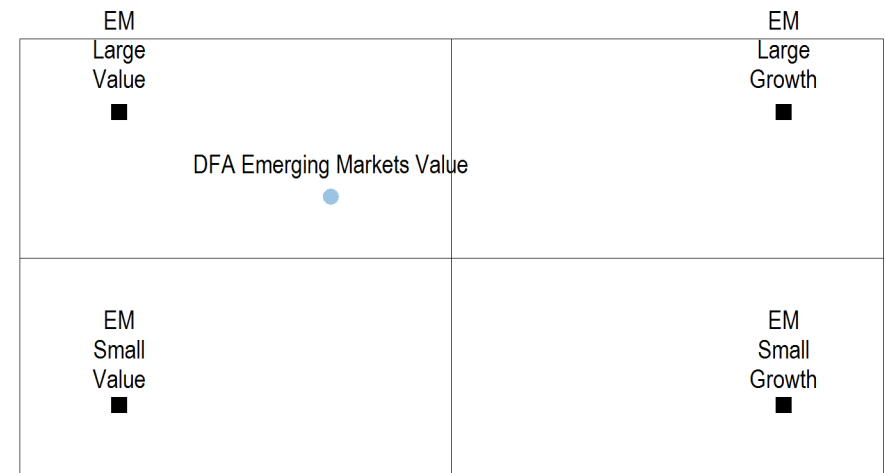 EM
Large
Value
EM
Large
Growth
DFA Emerging Markets Value
EM
Small
Value
EM
Small
Growth